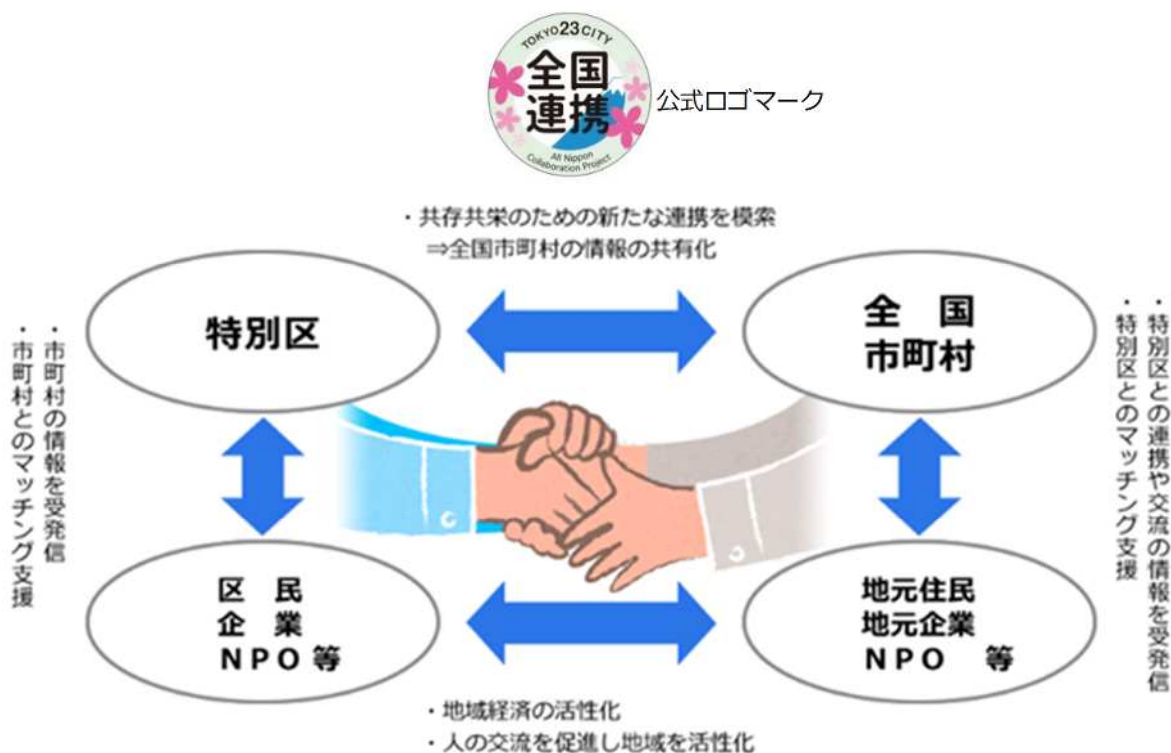 TOKYO23CITY
全国
連携
All Nippon
Collaboration Project
公式ロゴマーク
・共存共栄のための新たな連携を模索
⇒全国市町村の情報の共有化
特別区
全 国
市町村
・市町村の情報を受発信
・市町村とのマッチング支援
・特別区との連携や交流の情報を受発信
・特別区とのマッチング支援
区 民
企 業
NPO 等
地元住民
地元企業
NPO 等
・地域経済の活性化
・人の交流を促進し地域を活性化